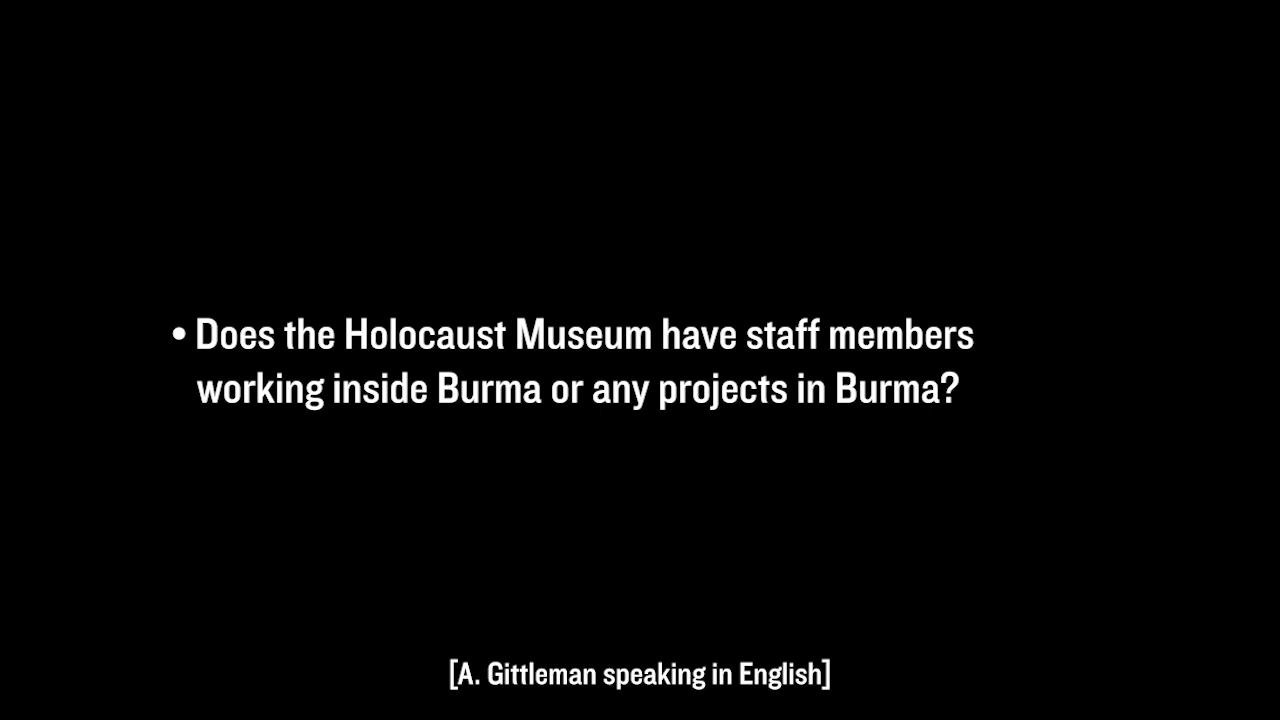 • Does the Holocaust Museum have staff members
working inside Burma or any projects in Burma?
[A. Gittleman speaking in English]